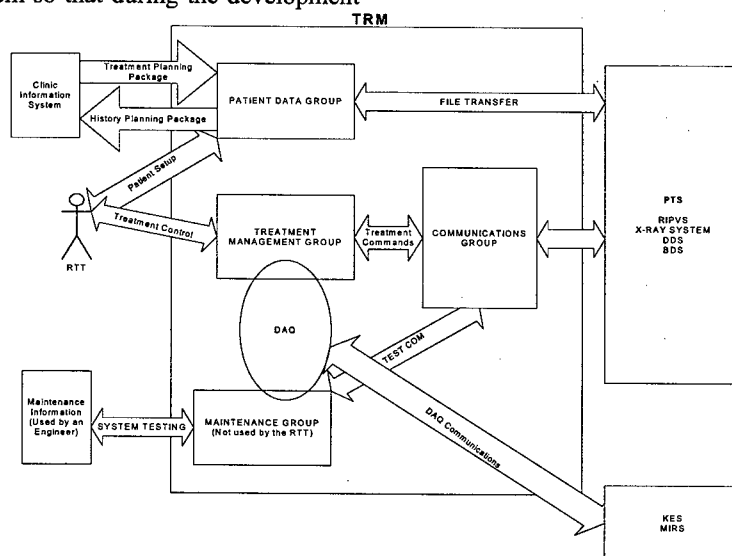 em so that during the development
TRM
Clinic
Information
System
Treatment Planning
Package
History Planning Package
PATIENT DATA GROUP
FILE TRANSFER
Patient Setup
Treatment Control
RTT
TREATMENT
MANAGEMENT GROUP
Treatment
Commands
COMMUNICATIONS
GROUP
PTS
RIPVS
X-RAY SYSTEM
DDS
BDS
DAQ
TEST COM
Maintenance
Information
(Used by an
Engineer)
SYSTEM TESTING
MAINTENANCE GROUP
(Not used by the RTT)
DAQ Communications
KES
MIRS